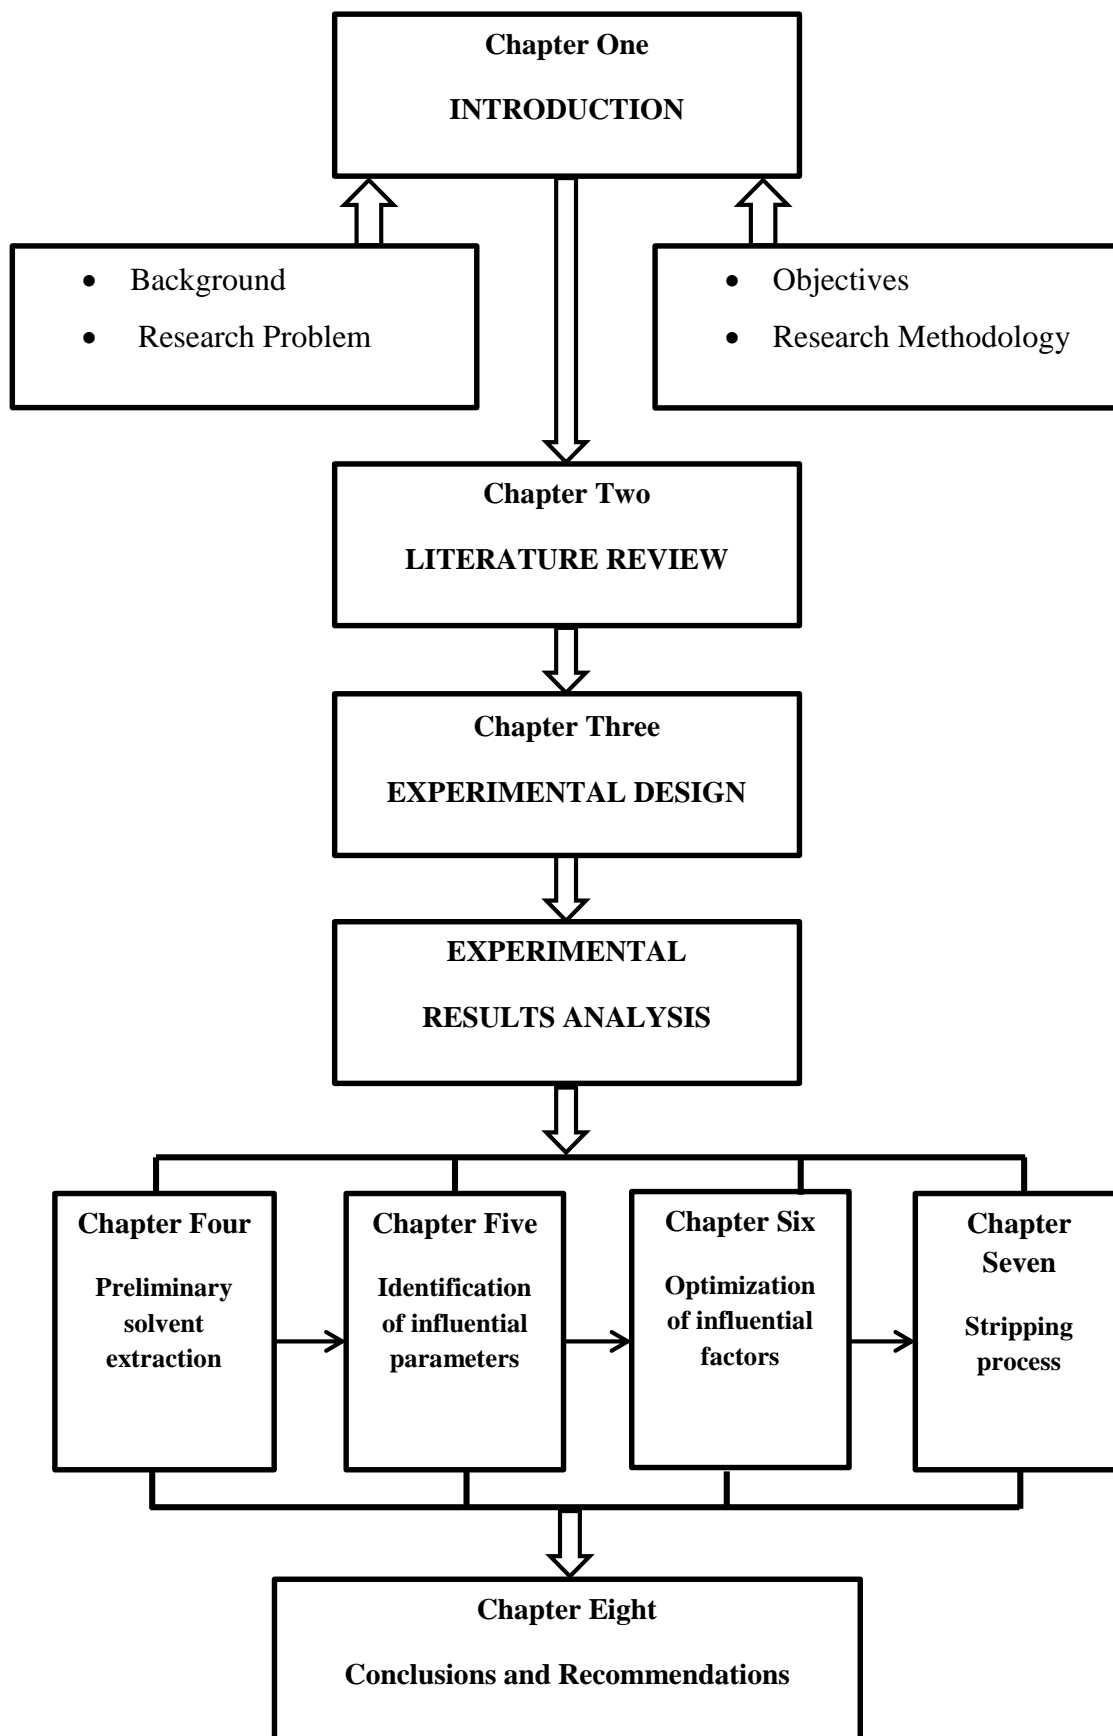 Chapter One
INTRODUCTION
• Background
• Research Problem
• Objectives
• Research Methodology
Chapter Two
LITERATURE REVIEW
Chapter Three
EXPERIMENTAL DESIGN
EXPERIMENTAL
RESULTS ANALYSIS
Chapter Four
Preliminary
solvent
extraction
Chapter Five
Identification
of influential
parameters
Chapter Six
Optimization
of influential
factors
Chapter
Seven
Stripping
process
Chapter Eight
Conclusions and Recommendations